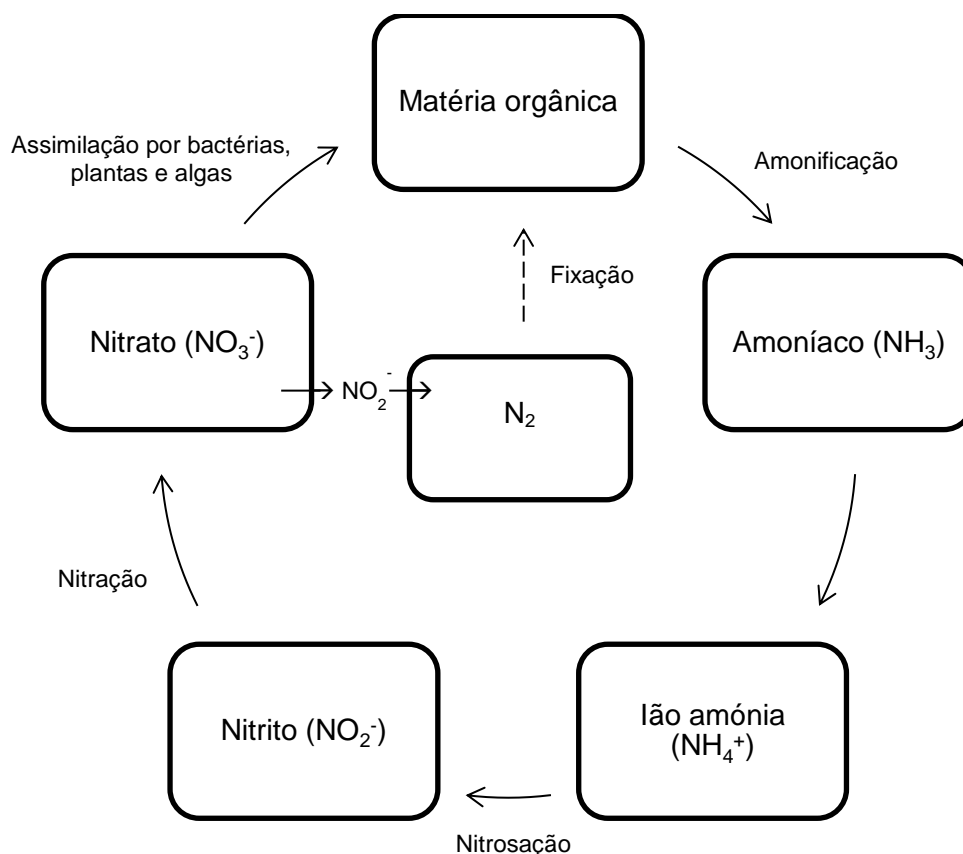 Matéria orgânica
Assimilação por bactérias,
plantas e algas
Amonificação
Fixação
Nitrato (NO₃⁻)
Amoníaco (NH₃)
NO₂⁻
N₂
Nitração
Nitrito (NO₂⁻)
Ião amónia
(NH₄⁺)
Nitrosação